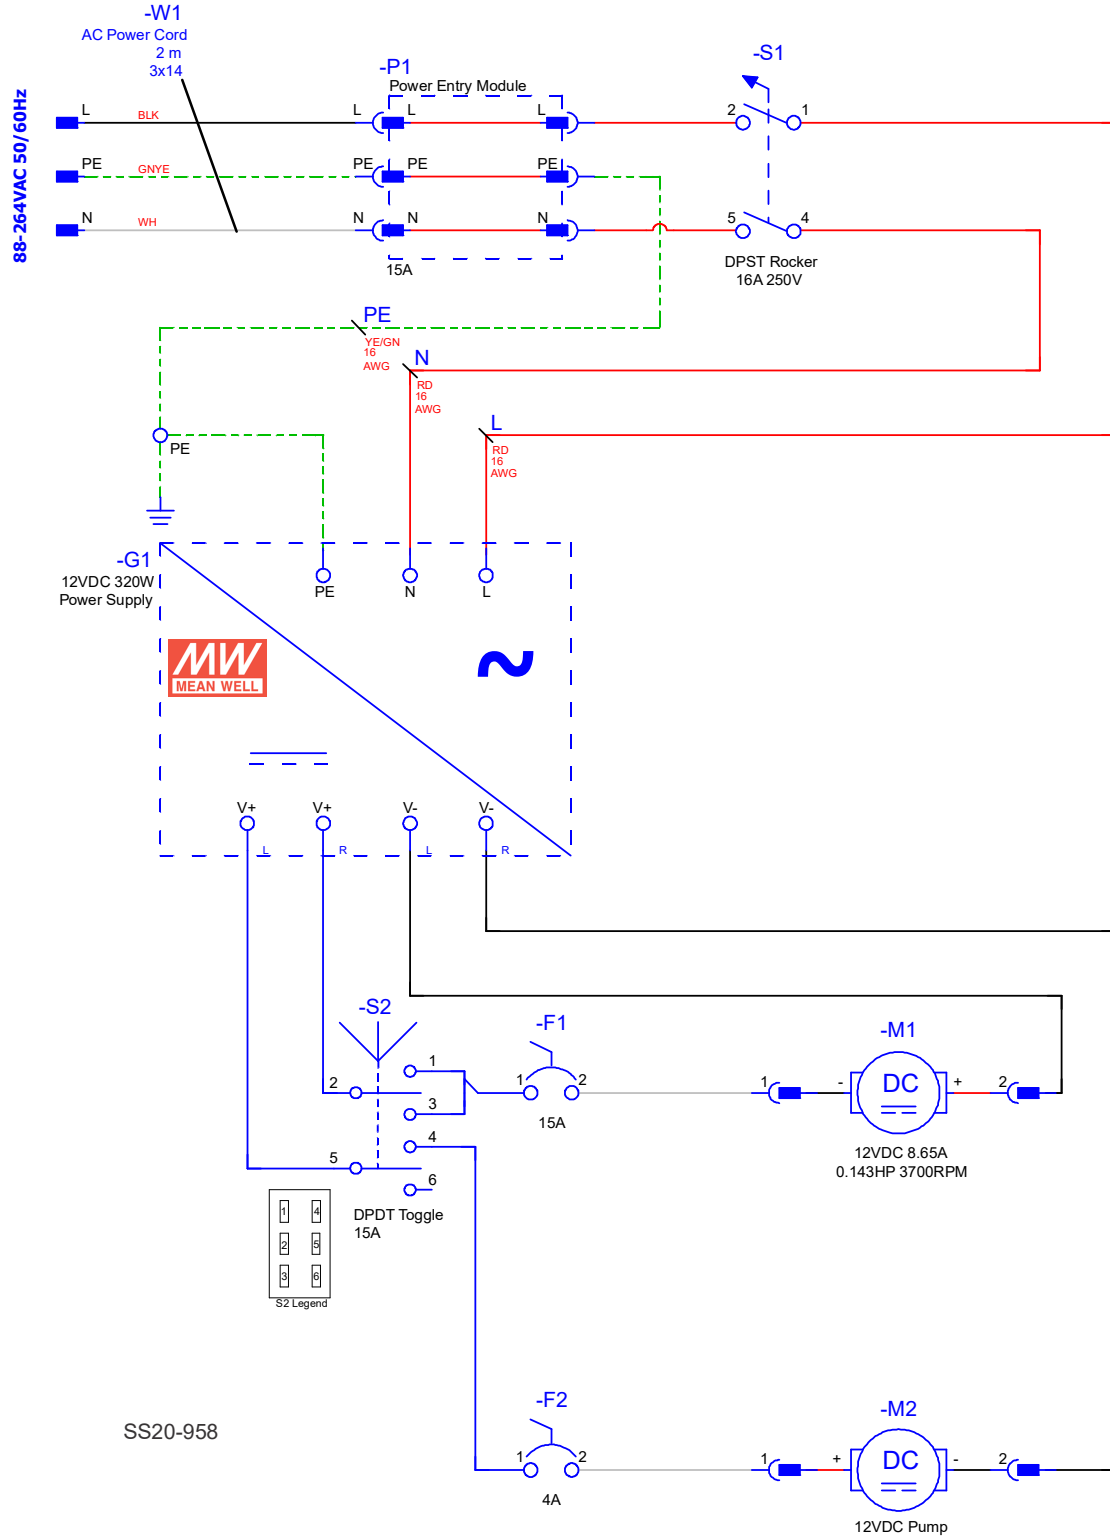 -W1
AC Power Cord
2 m
3x14
88-264VAC 50/60Hz
L
BLK
L
PE
GNYE
PE
N
WH
N
-P1
Power Entry Module
L
L
PE
PE
N
N
15A
-S1
2
1
5
4
DPST Rocker
16A 250V
PE
YE/GN
16
AWG
N
RD
16
AWG
L
RD
16
AWG
PE
-G1
12VDC 320W
Power Supply
PE
N
L
MW
MEAN WELL
~
V+
V+
V-
V-
L
R
L
R
-S2
1
2
3
4
5
6
DPDT Toggle
15A
1
4
2
5
3
6
S2 Legend
-F1
1
2
15A
-M1
1
-
DC
+
2
12VDC 8.65A
0.143HP 3700RPM
-F2
1
2
4A
-M2
1
+
DC
-
2
12VDC Pump
SS20-958